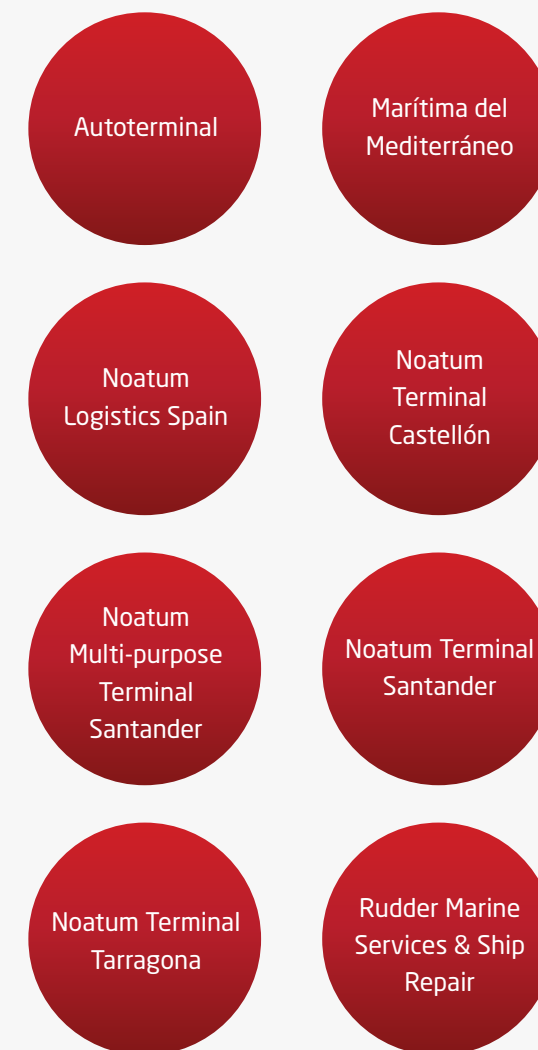 Autoterminal
Marítima del
Mediterráneo
Noatum
Logistics Spain
Noatum
Terminal
Castellón
Noatum
Multi-purpose
Terminal
Santander
Noatum Terminal
Santander
Noatum Terminal
Tarragona
Rudder Marine
Services & Ship
Repair